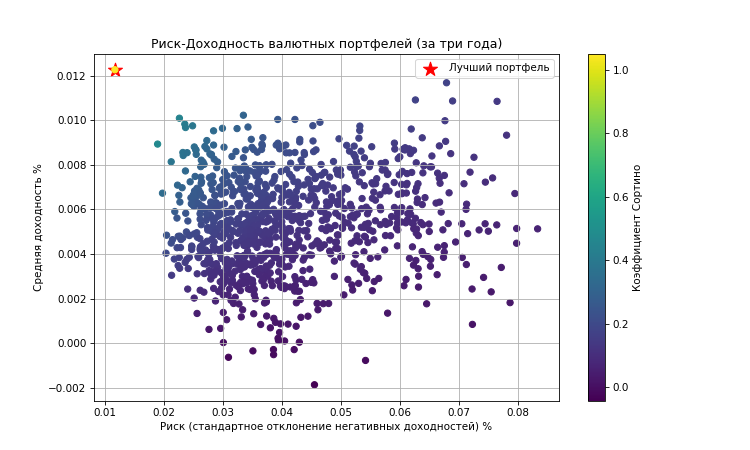 Риск-Доходность валютных портфелей (за три года)
Лучший портфель
0.012
0.010
0.008
0.006
0.004
0.002
0.000
−0.002
Средняя доходность %
0.01 0.02 0.03 0.04 0.05 0.06 0.07 0.08
Риск (стандартное отклонение негативных доходностей) %
1.0
0.8
0.6
0.4
0.2
0.0
Коэффициент Сортино